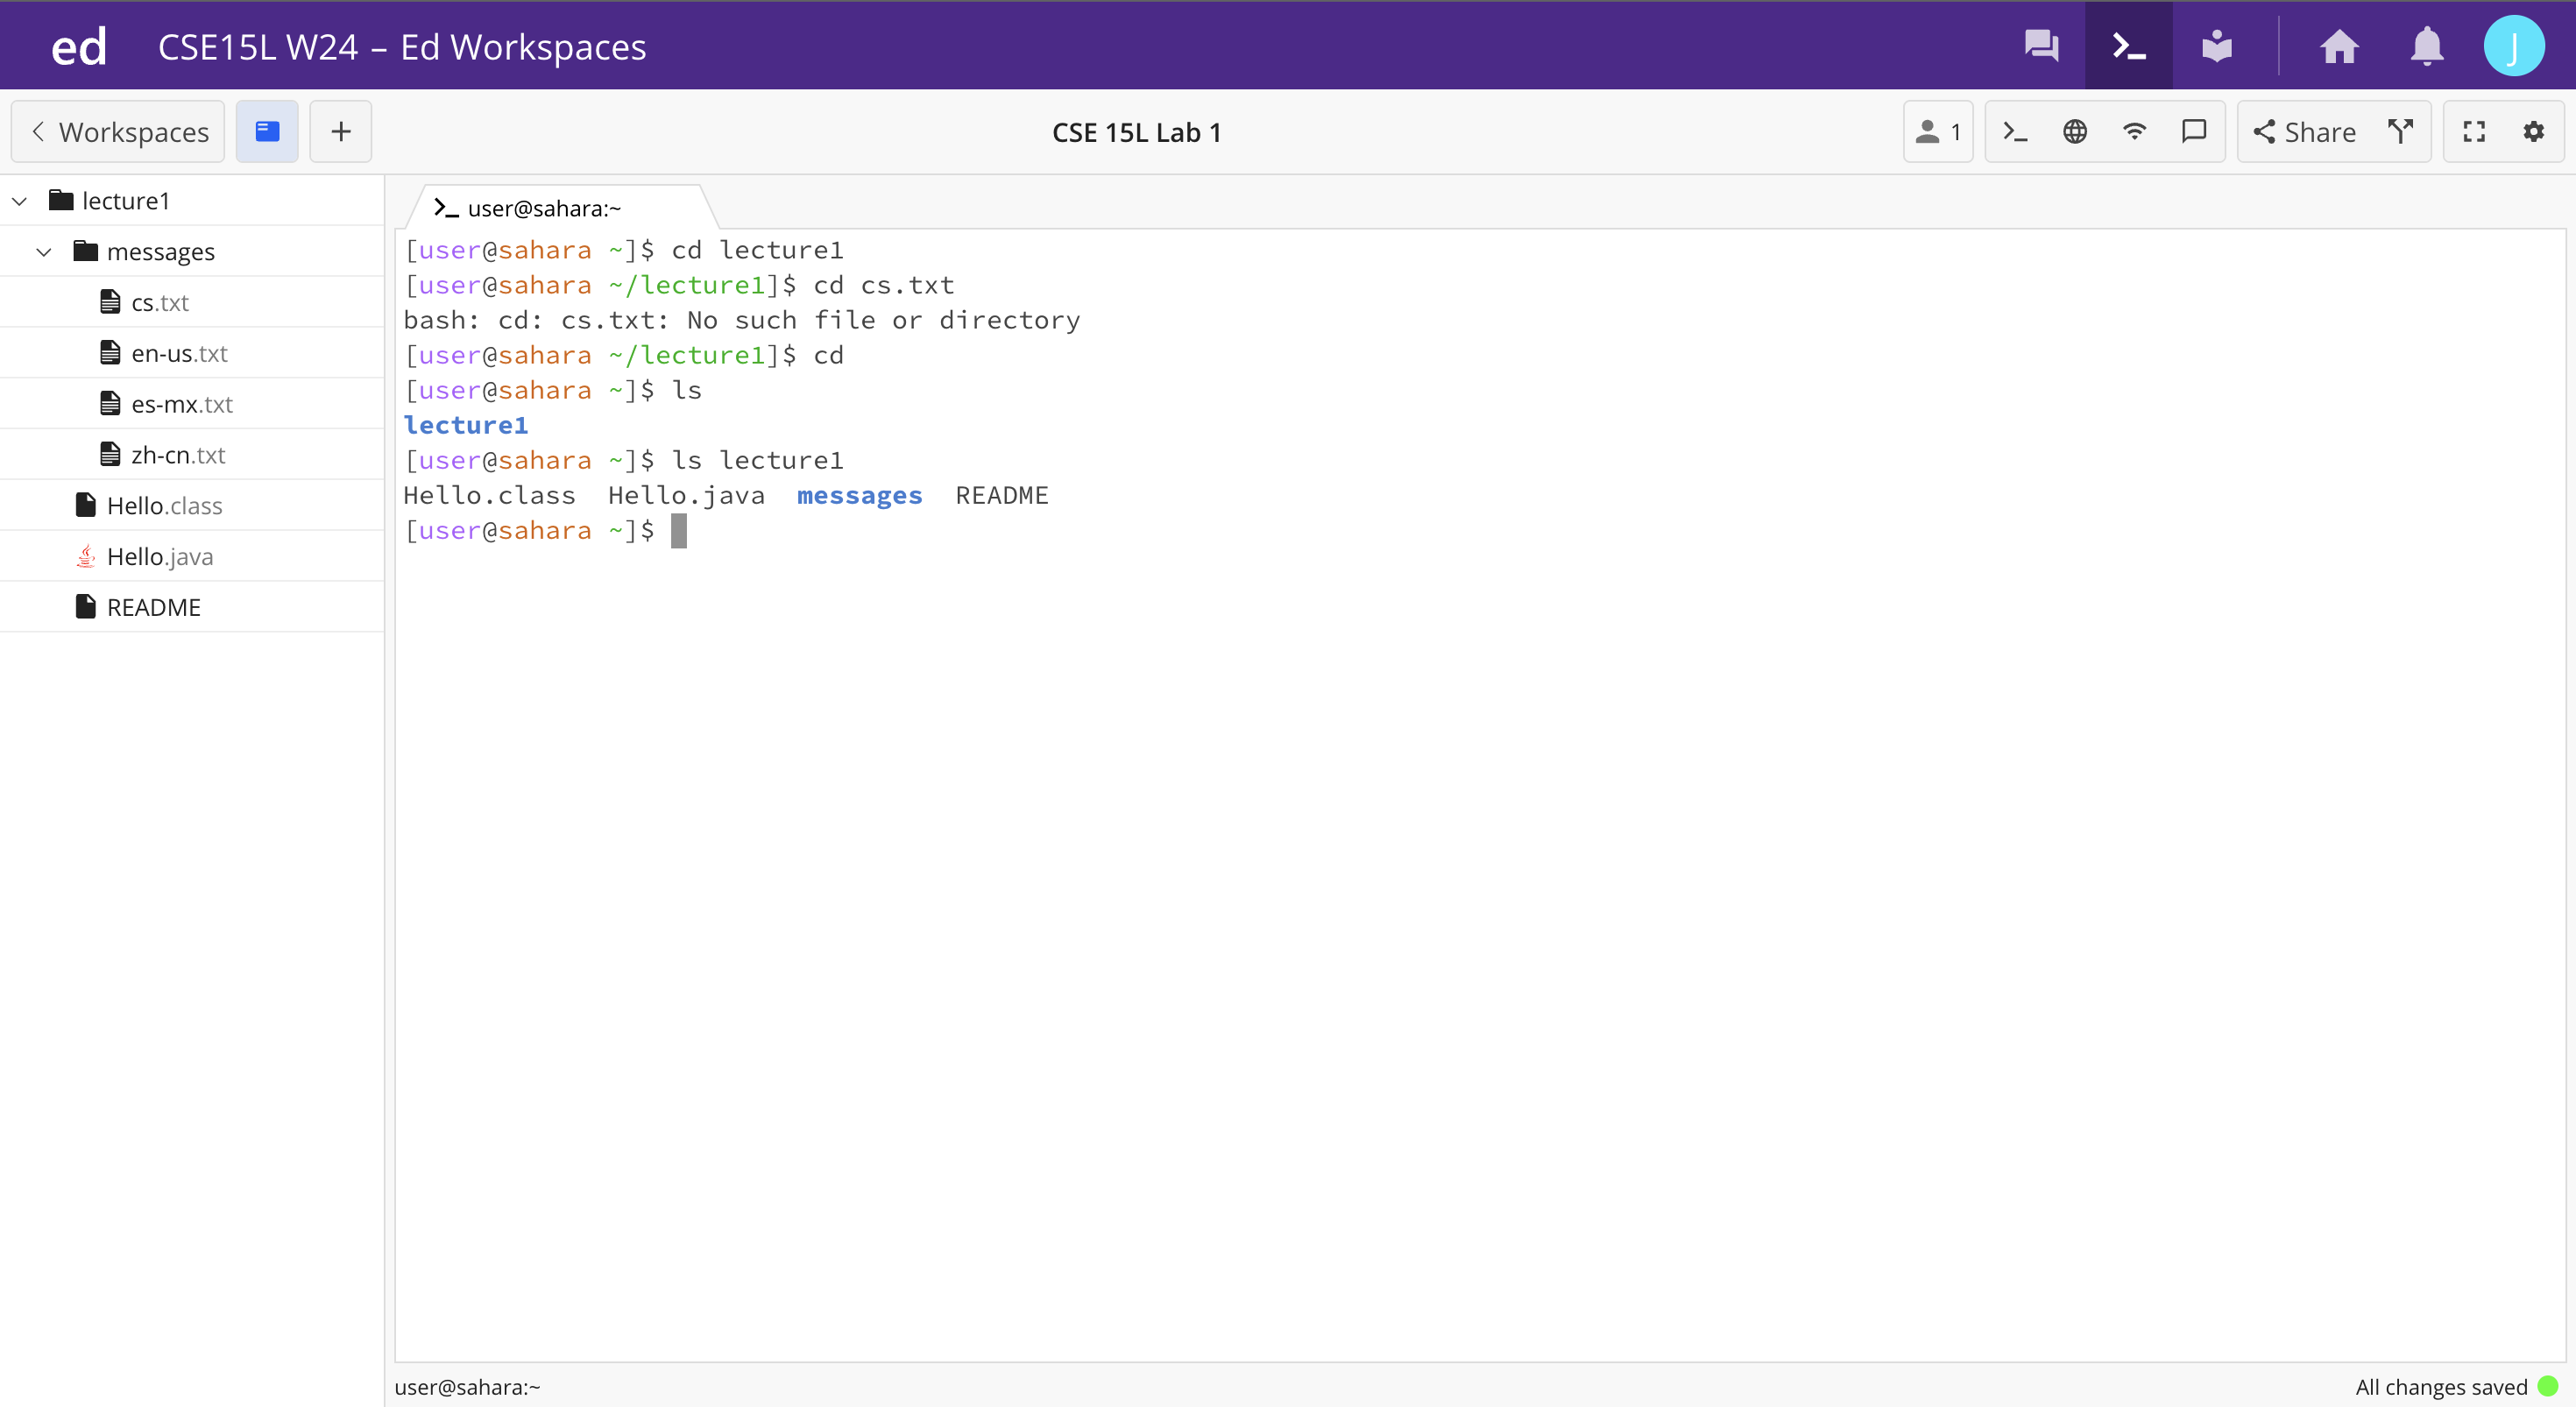 ed CSE15L W24 – Ed Workspaces J
Workspaces CSE 15L Lab 1 1 Share
lecture1
messages
cs.txt
en-us.txt
es-mx.txt
zh-cn.txt
Hello.class
Hello.java
README
user@sahara:~
[user@sahara ~]$ cd lecture1
[user@sahara ~/lecture1]$ cd cs.txt
bash: cd: cs.txt: No such file or directory
[user@sahara ~/lecture1]$ cd
[user@sahara ~]$ ls
lecture1
[user@sahara ~]$ ls lecture1
Hello.class  Hello.java  messages  README
[user@sahara ~]$
user@sahara:~ All changes saved